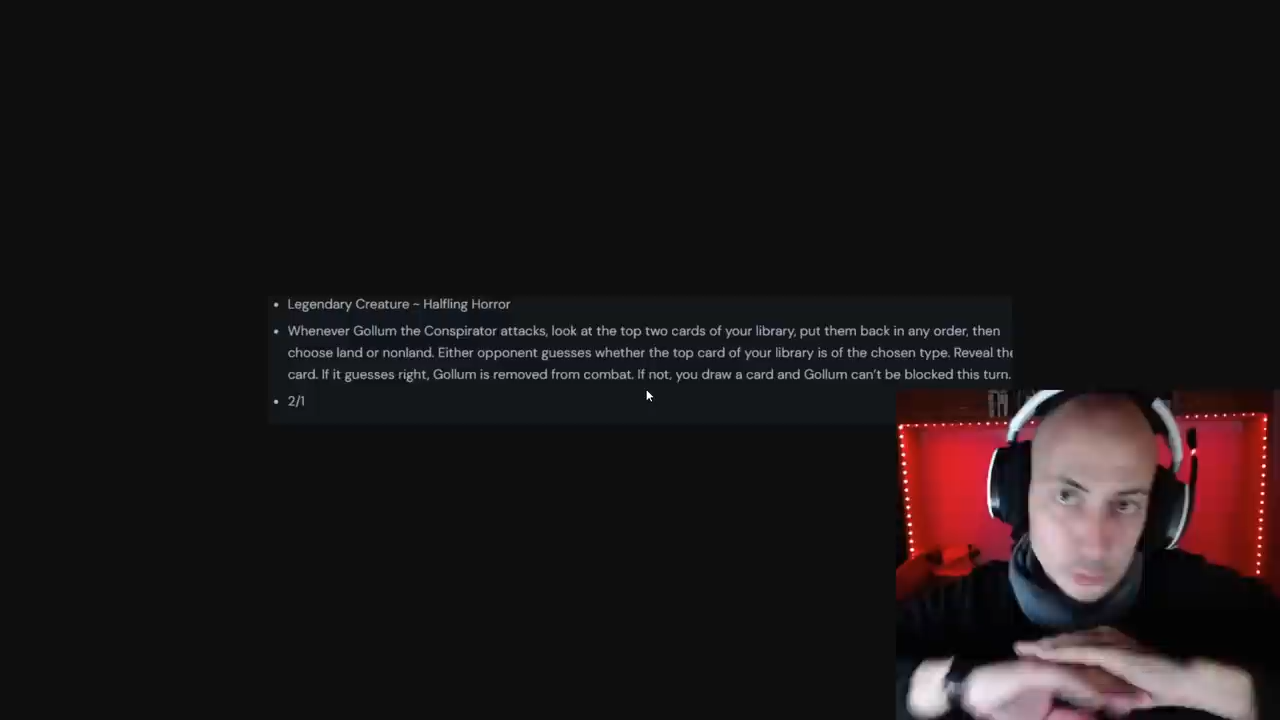 • Legendary Creature ~ Halfling Horror
• Whenever Gollum the Conspirator attacks, look at the top two cards of your library, put them back in any order, then
choose land or nonland. Either opponent guesses whether the top card of your library is of the chosen type. Reveal the
card. If it guesses right, Gollum is removed from combat. If not, you draw a card and Gollum can't be blocked this turn.
• 2/1